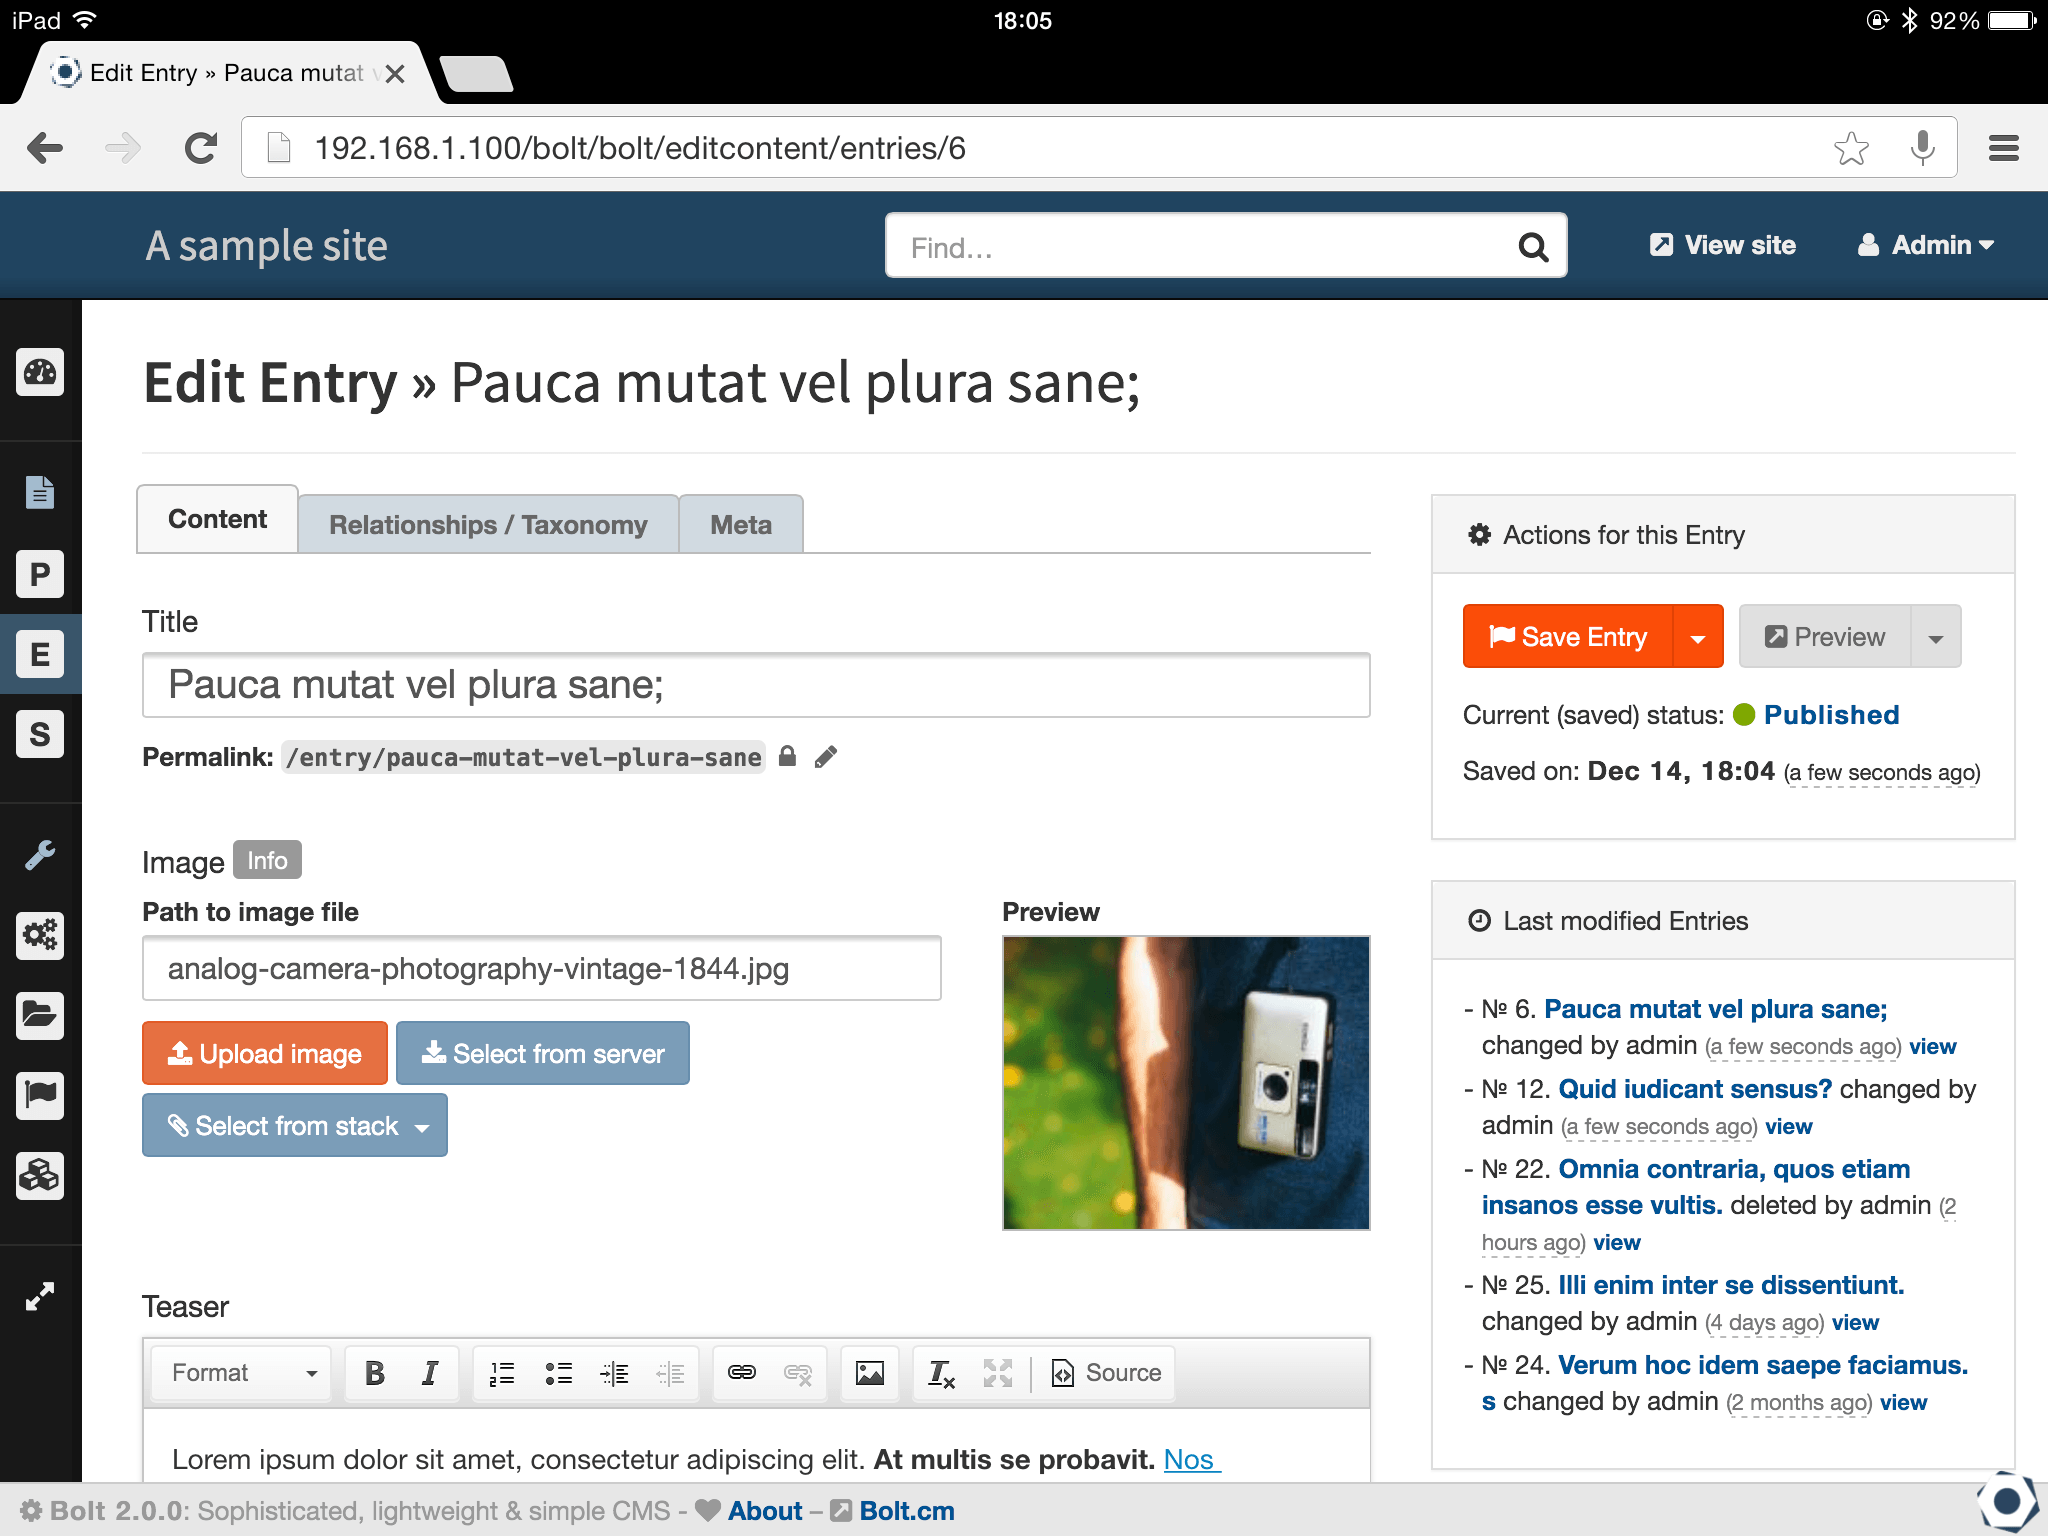 iPad 18:05 92%
Edit Entry » Pauca mutat
192.168.1.100/bolt/bolt/editcontent/entries/6
A sample site Find... View site Admin
Edit Entry » Pauca mutat vel plura sane;
P
E
S
Content Relationships / Taxonomy Meta
Title
Pauca mutat vel plura sane;
Permalink: /entry/pauca-mutat-vel-plura-sane
Image Info
Path to image file
analog-camera-photography-vintage-1844.jpg
Upload image Select from server
Select from stack
Preview
Teaser
Format B I Source
Lorem ipsum dolor sit amet, consectetur adipiscing elit. At multis se probavit. Nos
Actions for this Entry
Save Entry Preview
Current (saved) status: Published
Saved on: Dec 14, 18:04 (a few seconds ago)
Last modified Entries
- № 6. Pauca mutat vel plura sane;
changed by admin (a few seconds ago) view
- № 12. Quid iudicant sensus? changed by
admin (a few seconds ago) view
- № 22. Omnia contraria, quos etiam
insanos esse vultis. deleted by admin (2
hours ago) view
- № 25. Illi enim inter se dissentiunt.
changed by admin (4 days ago) view
- № 24. Verum hoc idem saepe faciamus.
s changed by admin (2 months ago) view
Bolt 2.0.0: Sophisticated, lightweight & simple CMS - About – Bolt.cm